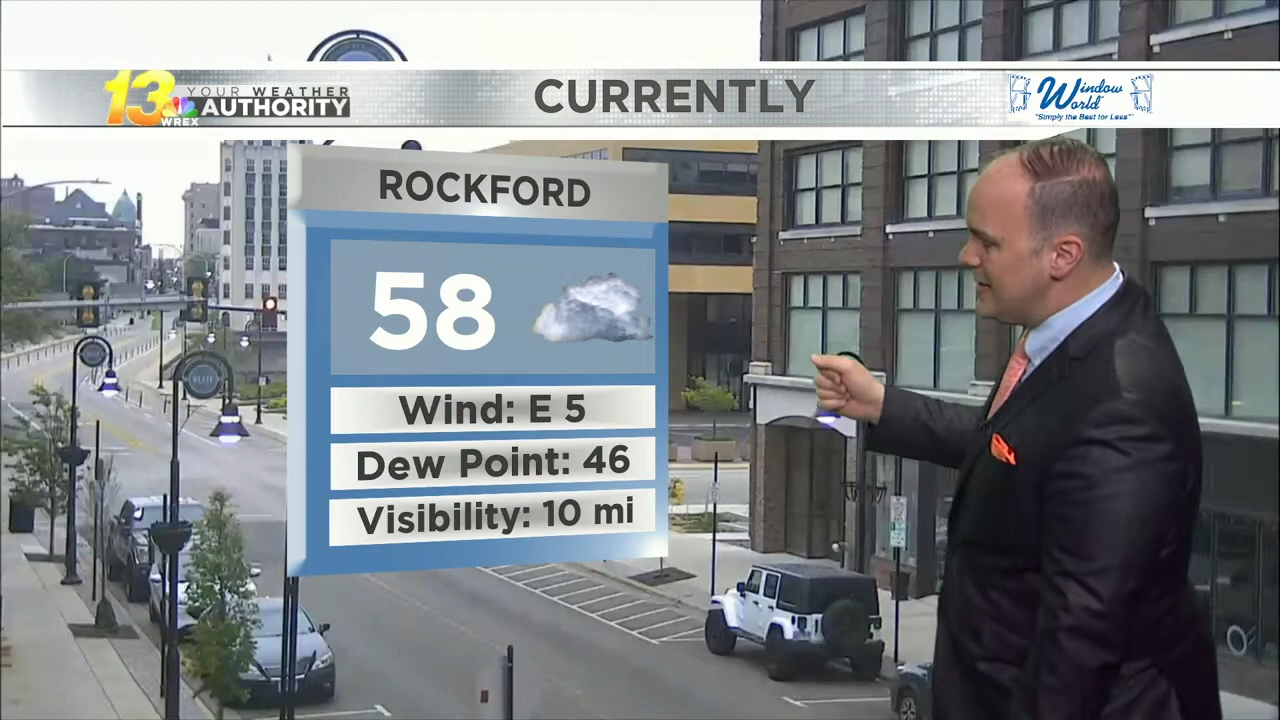 13
WREX
YOUR WEATHER
AUTHORITY
CURRENTLY
Window
World
"Simply the Best for Less"
ROCKFORD
58
Wind: E 5
Dew Point: 46
Visibility: 10 mi
STATE